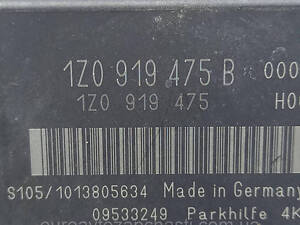 1Z0 919 475 B 000
1Z0 919 475 H0
S105/1013805634 Made in Germany
09533249 Parkhilfe 4K